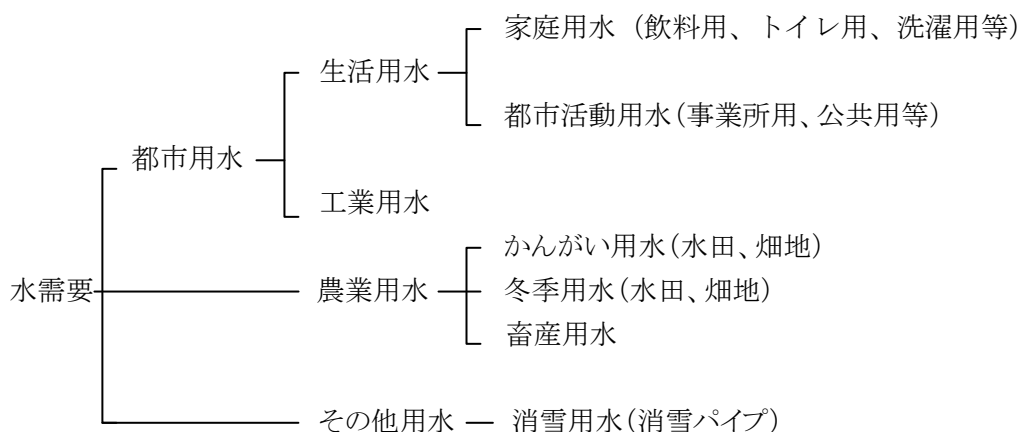 家庭用水 (飲料用、トイレ用、洗濯用等)
生活用水
都市活動用水(事業所用、公共用等)
都市用水
工業用水
かんがい用水(水田、畑地)
水需要
農業用水
冬季用水(水田、畑地)
畜産用水
その他用水
消雪用水(消雪パイプ)